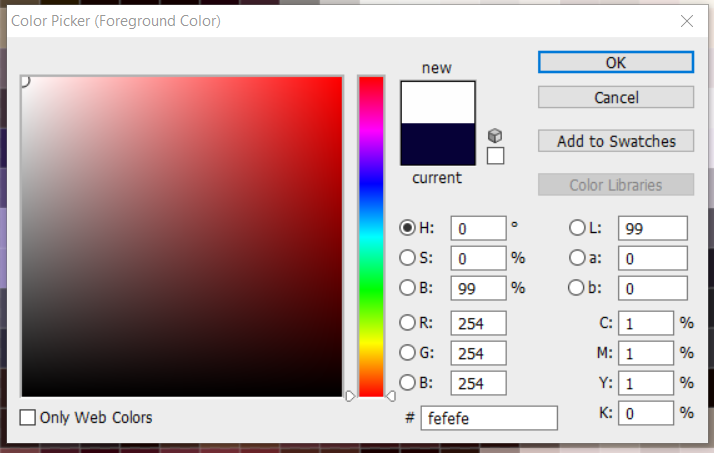 Color Picker (Foreground Color)
new
current
OK
Cancel
Add to Swatches
Color Libraries
H: 0 °
S: 0 %
B: 99 %
R: 254
G: 254
B: 254
# fefefe
L: 99
a: 0
b: 0
C: 1 %
M: 1 %
Y: 1 %
K: 0 %
Only Web Colors